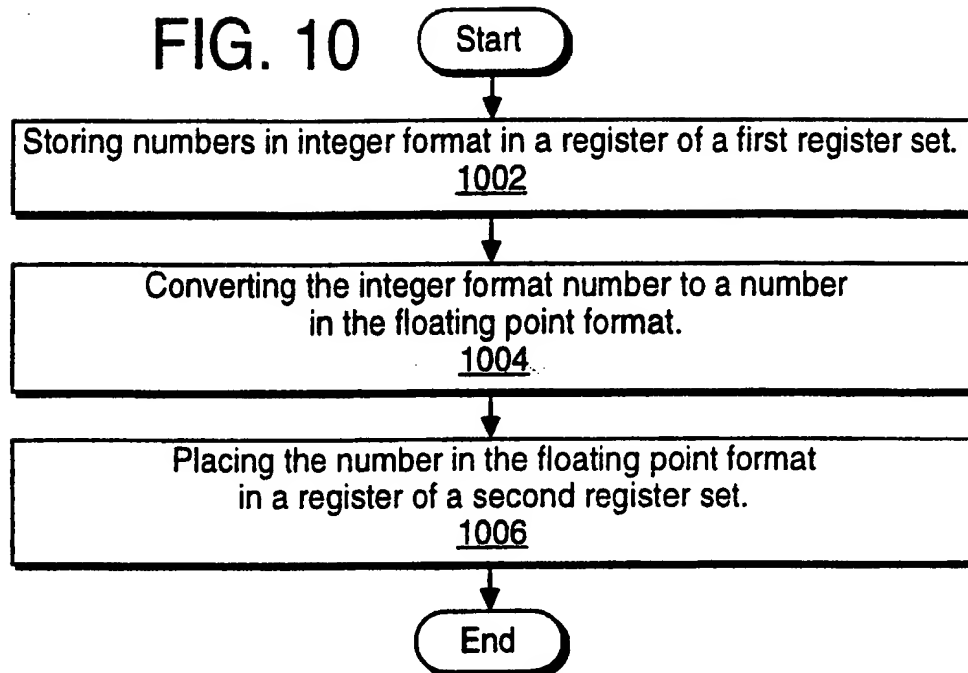 FIG. 10
Start
Storing numbers in integer format in a register of a first register set.
1002
Converting the integer format number to a number
in the floating point format.
1004
Placing the number in the floating point format
in a register of a second register set.
1006
End